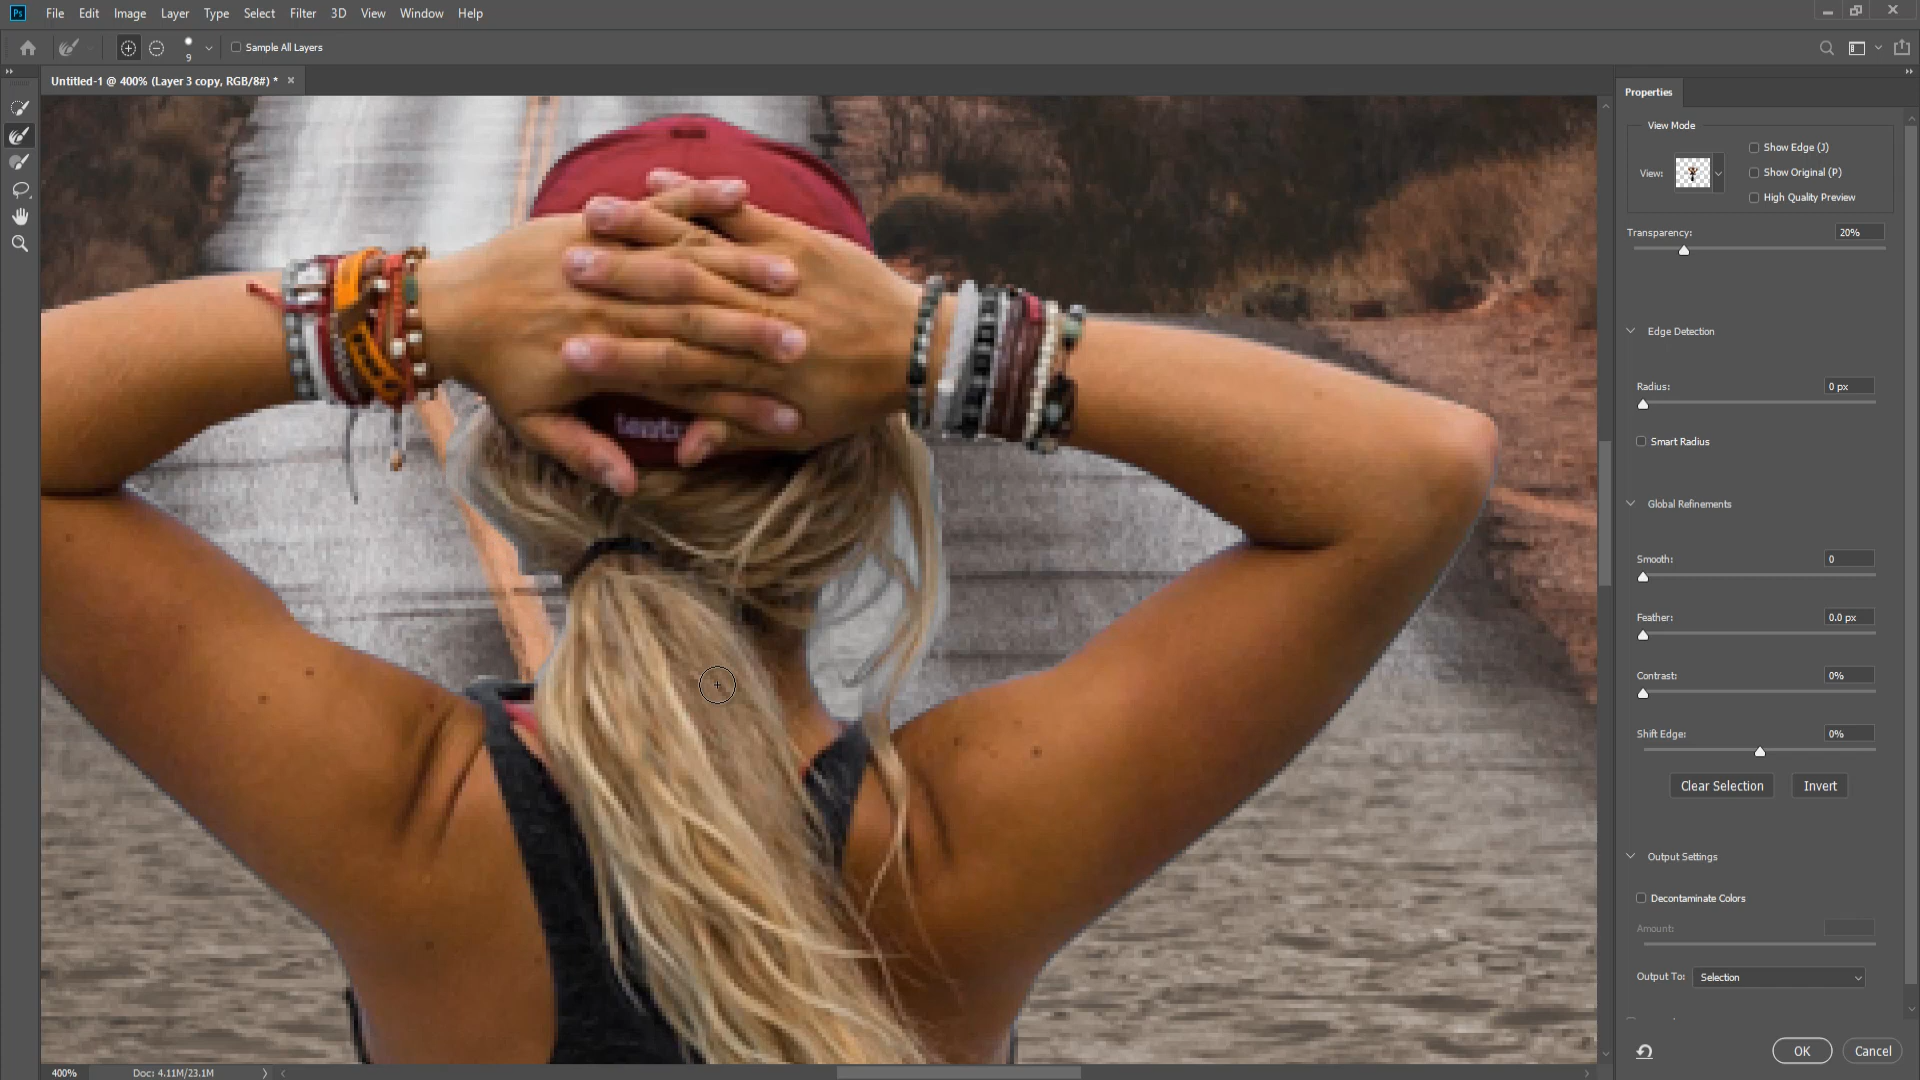 Ps File Edit Image Layer Type Select Filter 3D View Window Help
9 Sample All Layers
Untitled-1 @ 400% (Layer 3 copy, RGB/8#) * ×
Properties
View Mode
Show Edge (J)
View:
Show Original (P)
High Quality Preview
Transparency: 20%
Edge Detection
Radius: 0 px
Smart Radius
Global Refinements
Smooth: 0
Feather: 0.0 px
Contrast: 0%
Shift Edge: 0%
Clear Selection Invert
Output Settings
Decontaminate Colors
Amount:
Output To: Selection
OK Cancel
400% Doc: 4.11M/23.1M